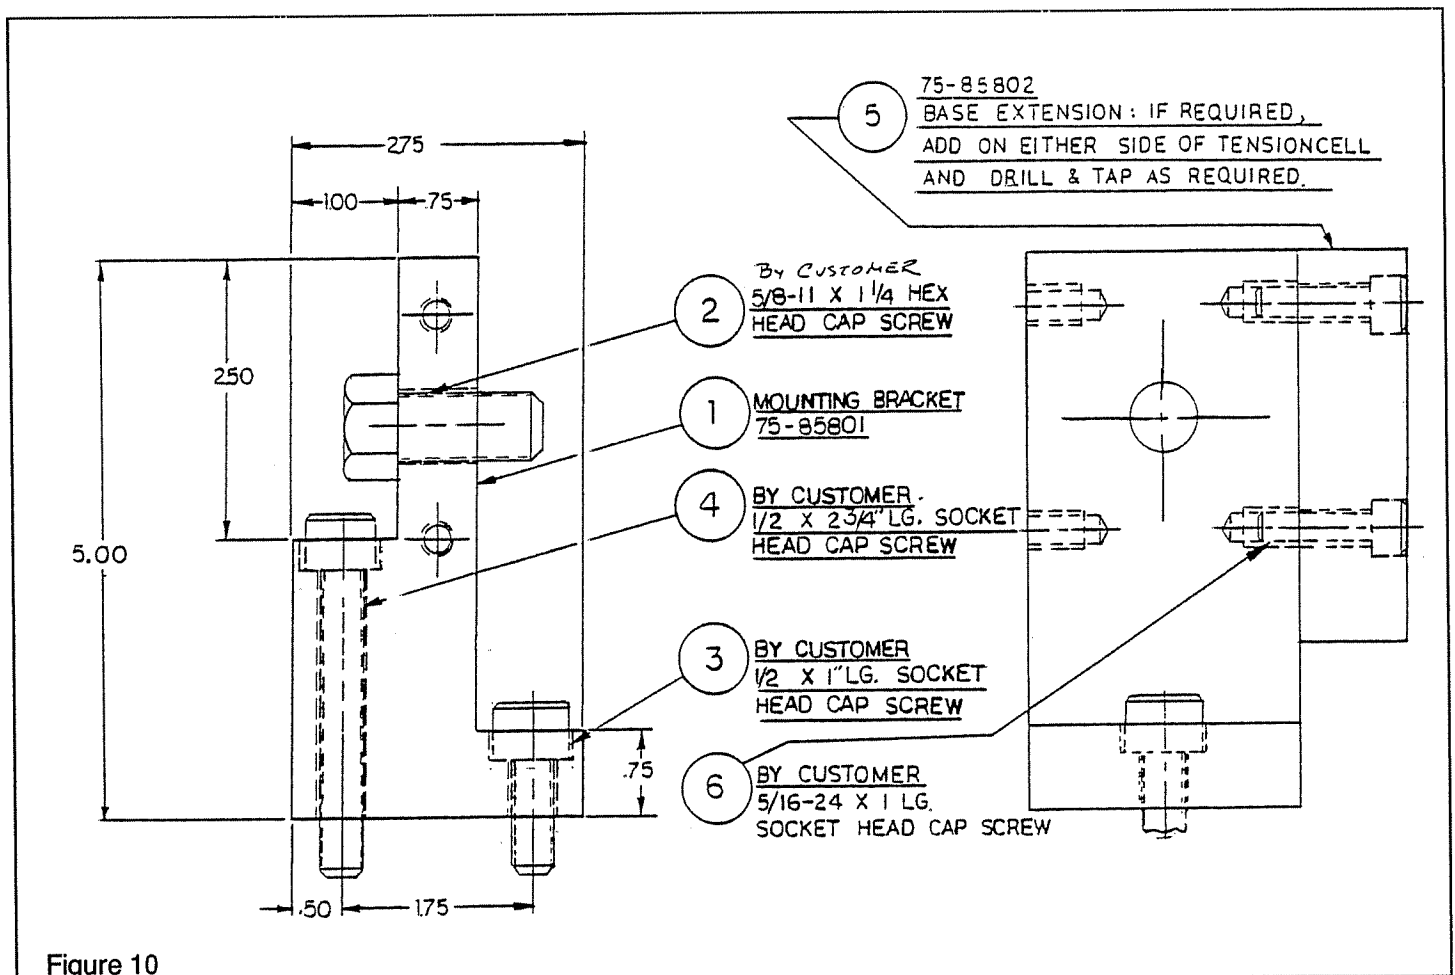 5
75-85802
BASE EXTENSION: IF REQUIRED,
ADD ON EITHER SIDE OF TENSIONCELL
AND DRILL & TAP AS REQUIRED.
2.75
1.00
.75
2.50
5.00
2
By CUSTOMER
5/8-11 X 1 1/4 HEX
HEAD CAP SCREW
1
MOUNTING BRACKET
75-85801
4
BY CUSTOMER.
1/2 X 2 3/4" LG. SOCKET
HEAD CAP SCREW
3
BY CUSTOMER
1/2 X 1" LG. SOCKET
HEAD CAP SCREW
.75
6
BY CUSTOMER
5/16-24 X 1 LG.
SOCKET HEAD CAP SCREW
.50
1.75
Figure 10